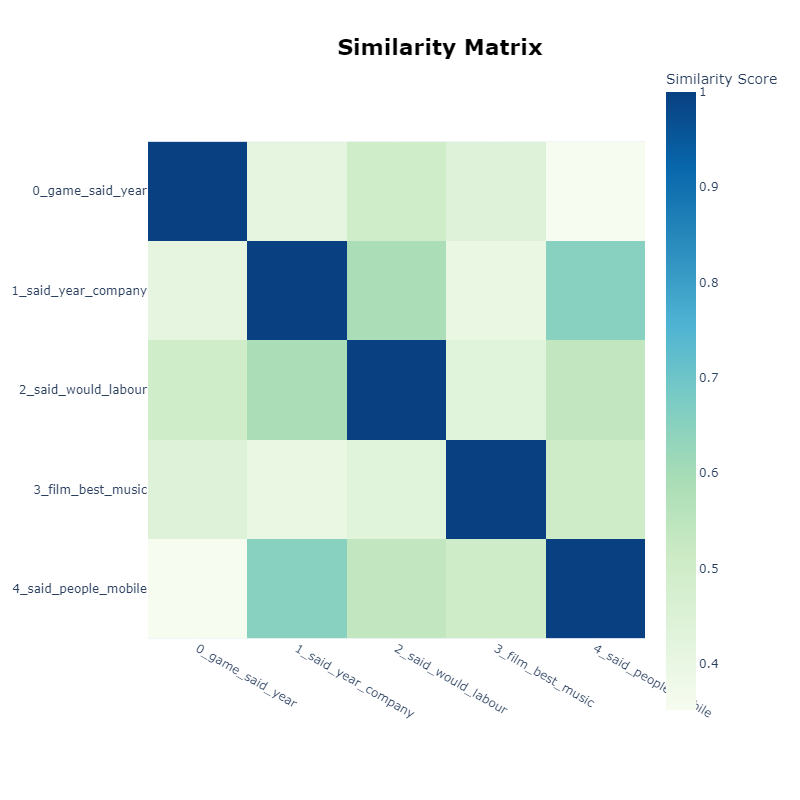 Similarity Matrix
Similarity Score
1
0.9
0.8
0.7
0.6
0.5
0.4
0_game_said_year
1_said_year_company
2_said_would_labour
3_film_best_music
4_said_people_mobile
0_game_said_year
1_said_year_company
2_said_would_labour
3_film_best_music